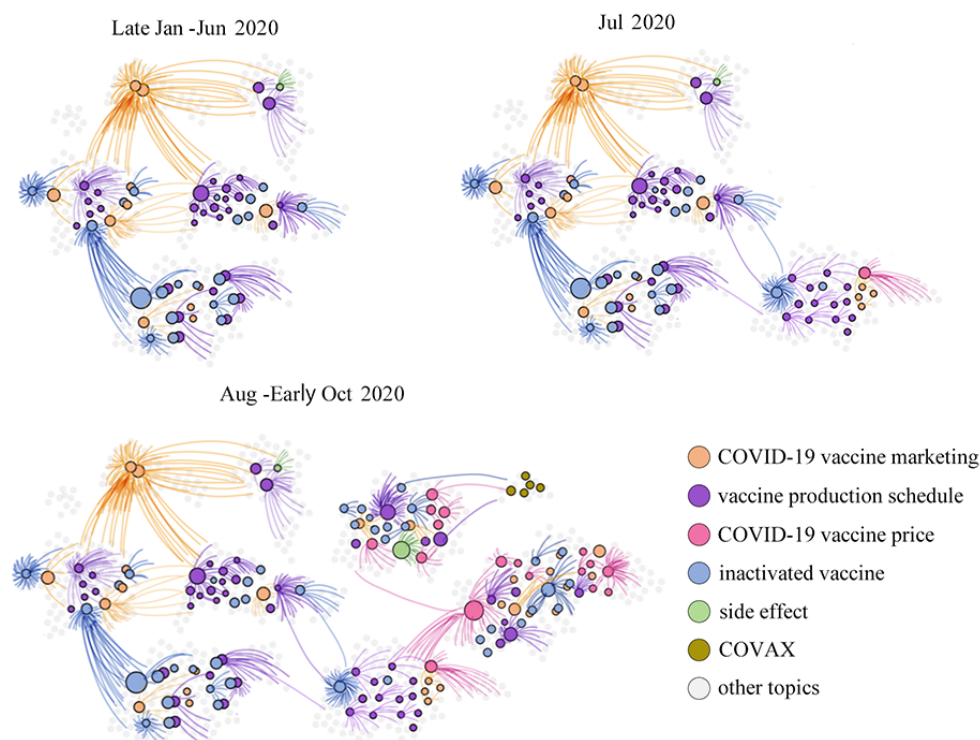 Late Jan -Jun 2020
Jul 2020
Aug -Early Oct 2020
COVID-19 vaccine marketing
vaccine production schedule
COVID-19 vaccine price
inactivated vaccine
side effect
COVAX
other topics